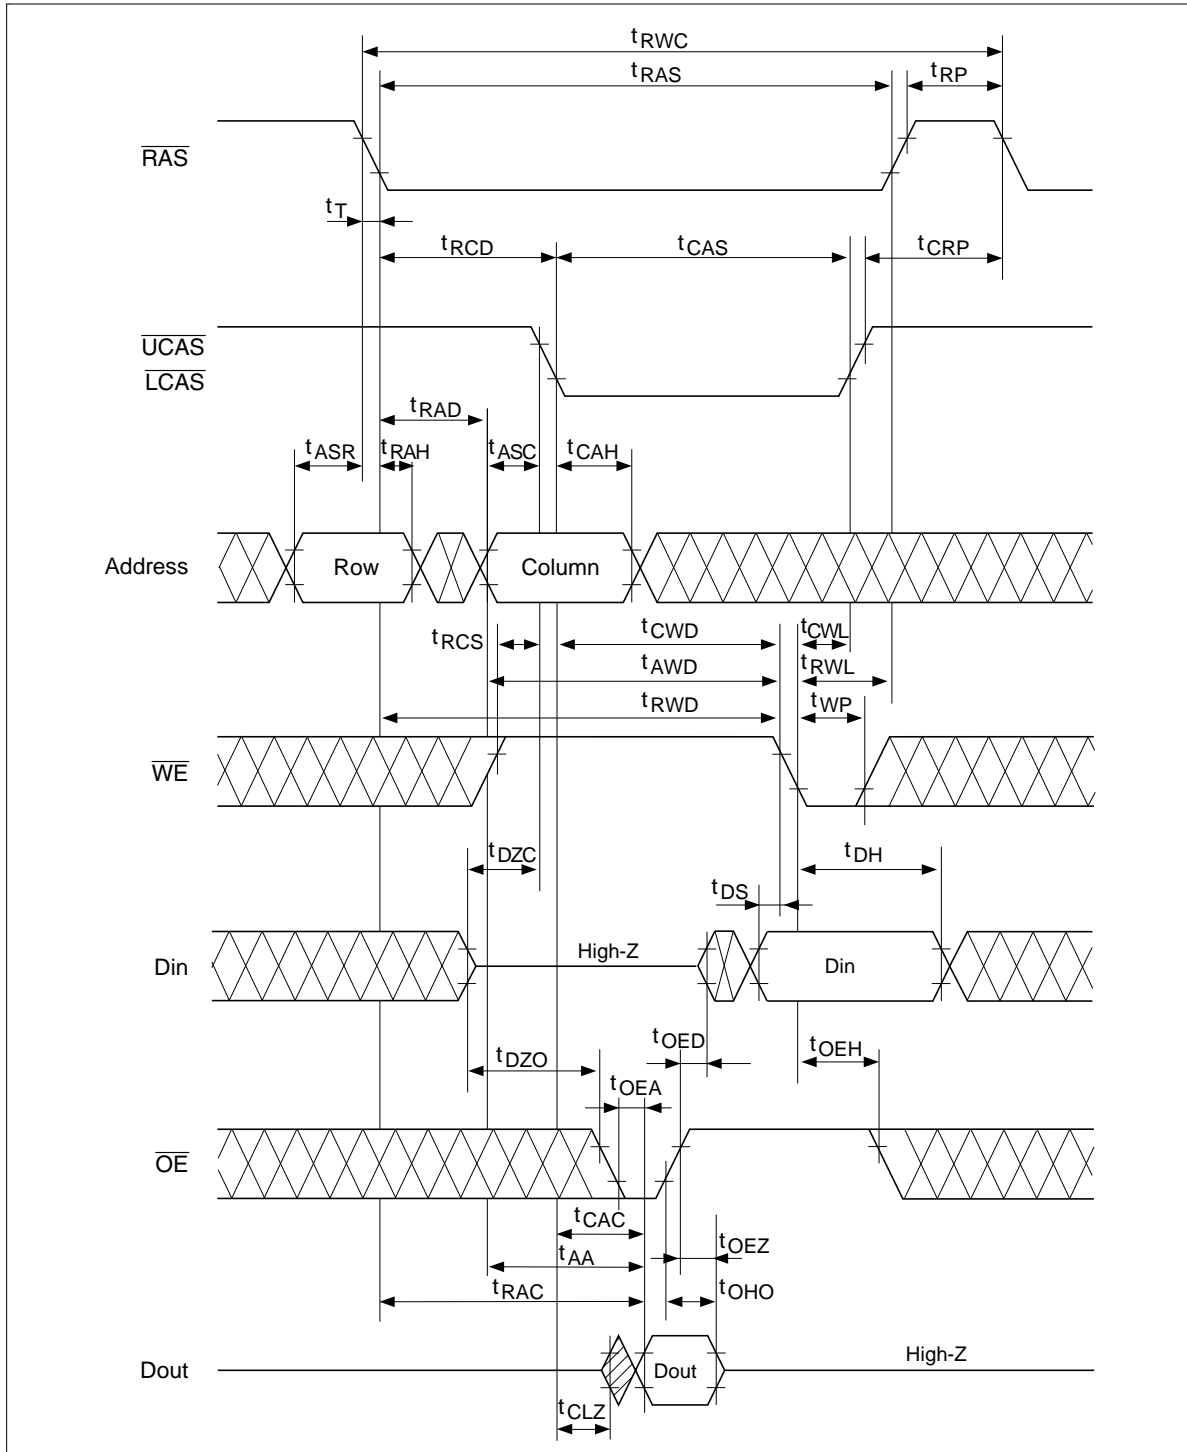 tRWC
tRAS
tRP
RAS
tT
tRCD
tCAS
tCRP
UCAS
LCAS
tRAD
tASR
tRAH
tASC
tCAH
Address
Row
Column
tRCS
tCWD
tCWL
tAWD
tRWL
tRWD
tWP
WE
tDZC
tDH
tDS
Din
High-Z
Din
tOED
tDZO
tOEH
tOEA
OE
tCAC
tOEZ
tAA
tRAC
tOHO
Dout
Dout
High-Z
tCLZ